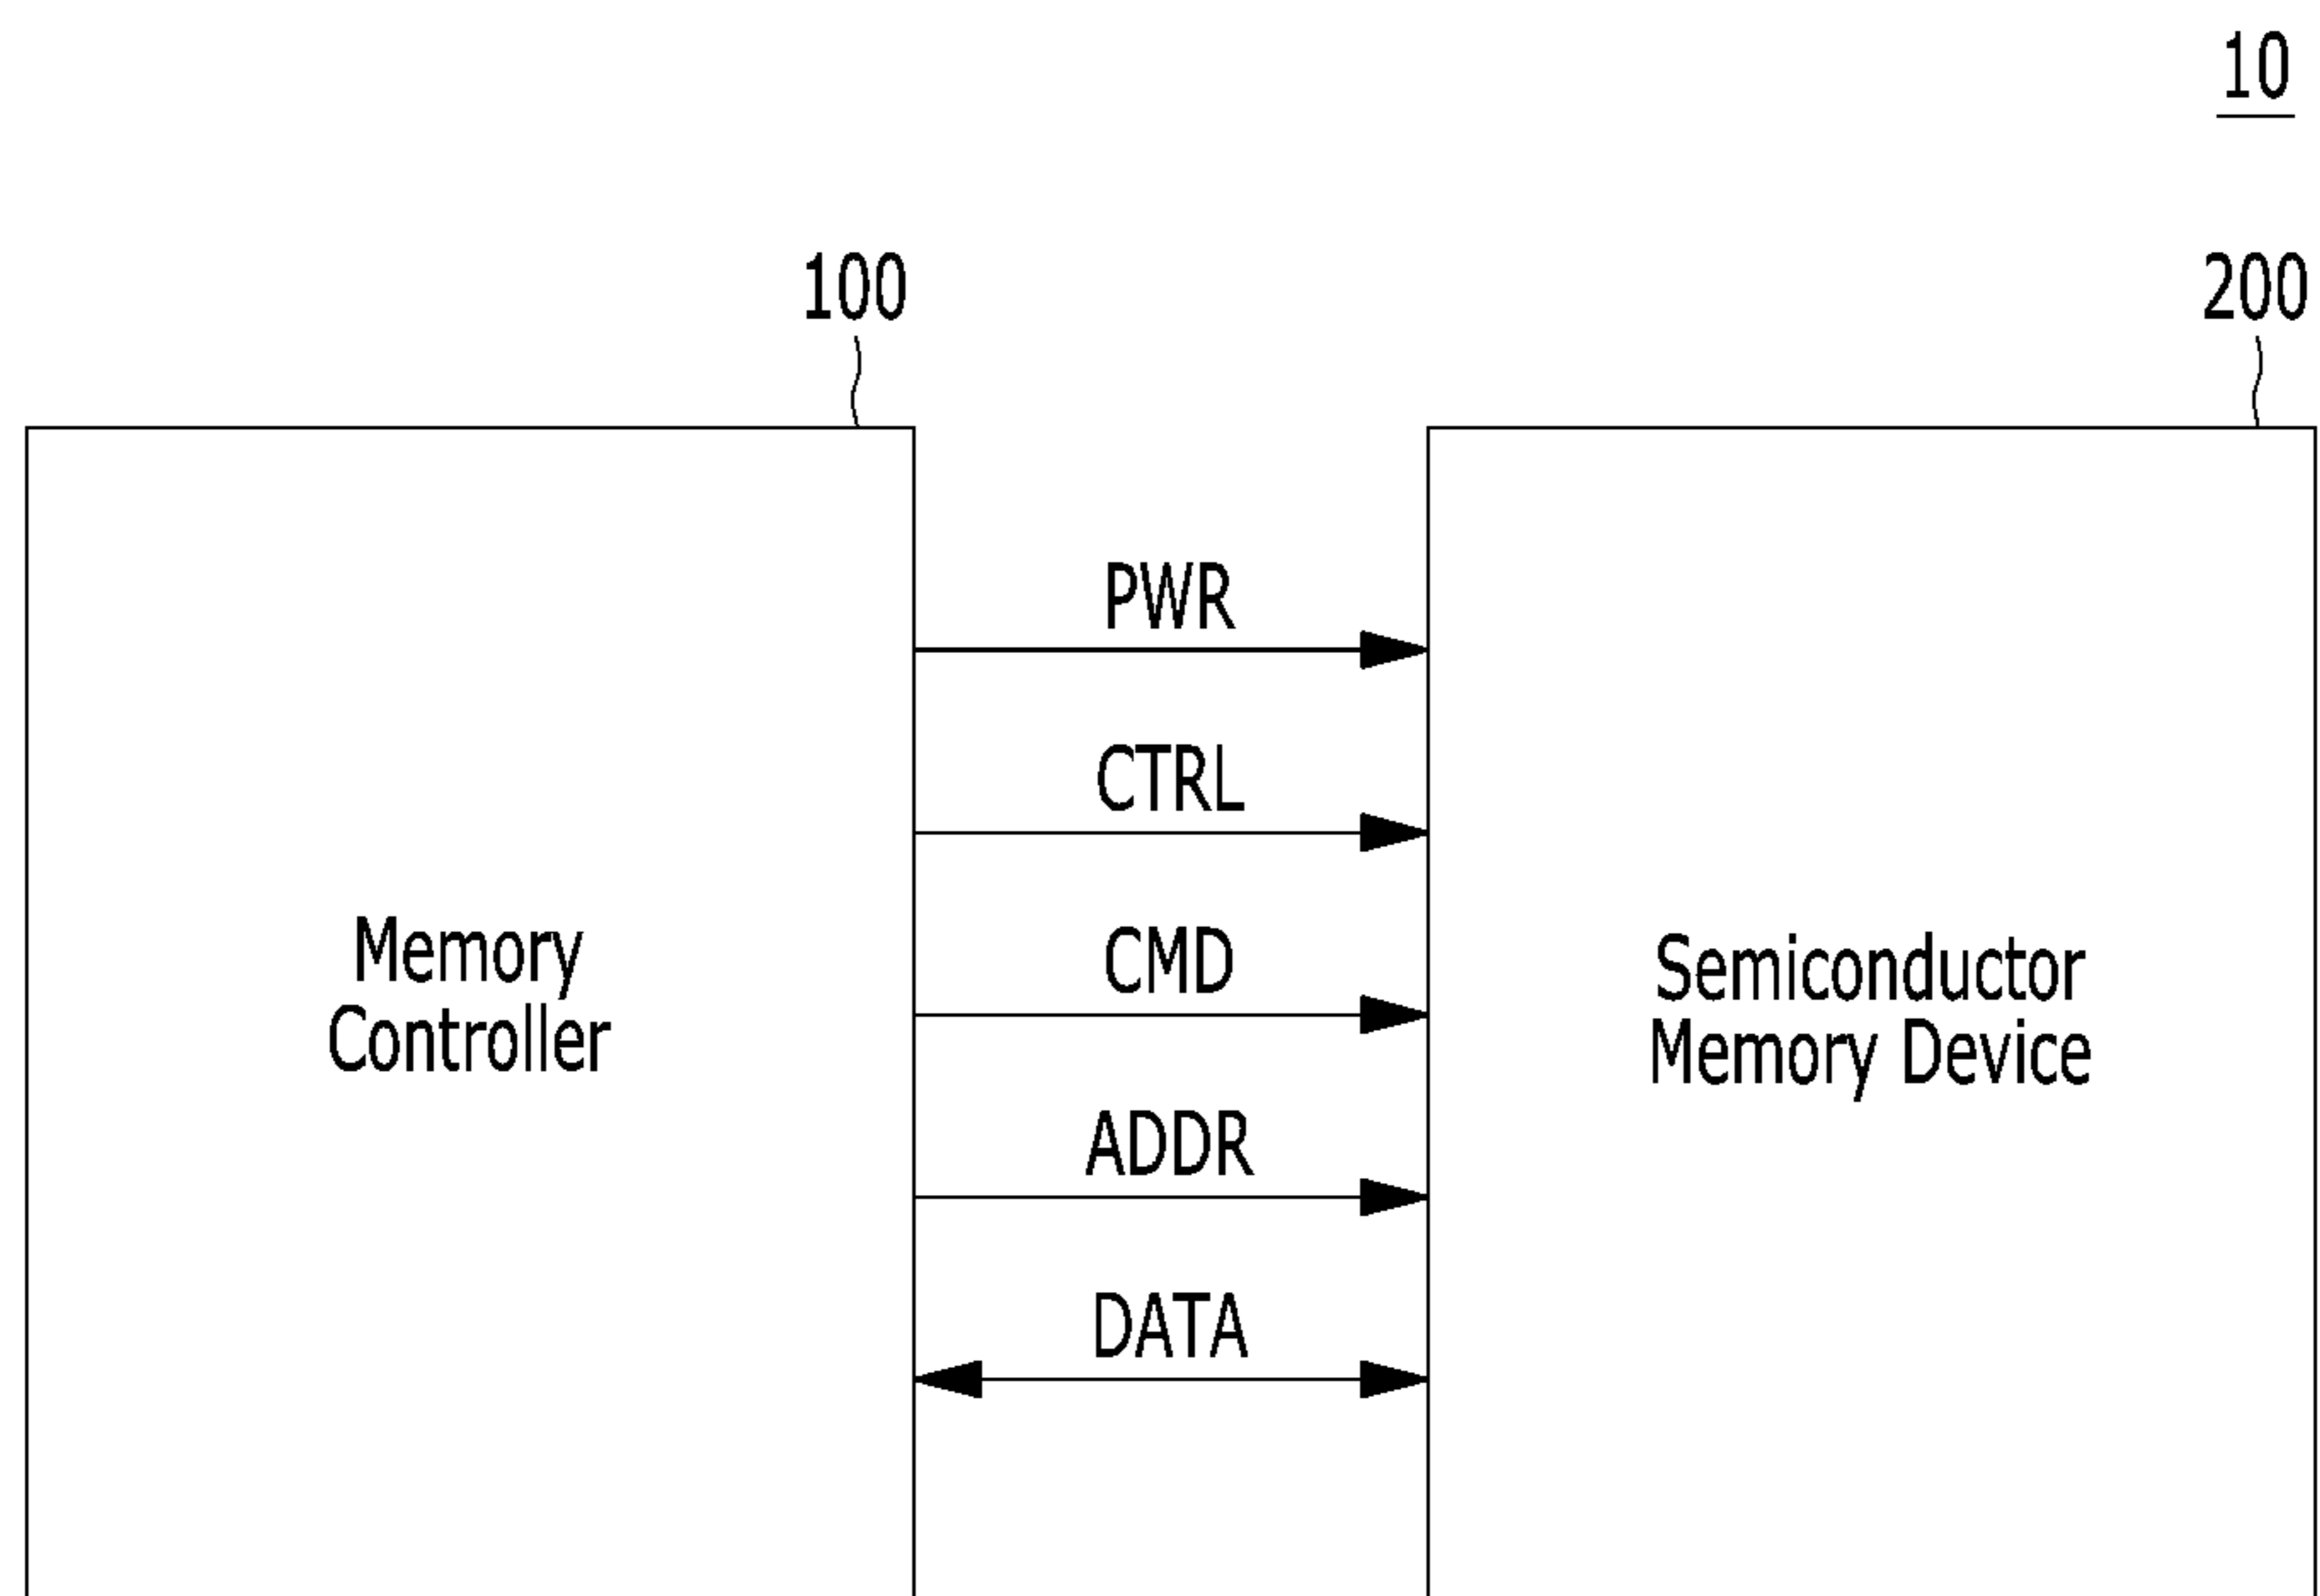 10
100
200
PWR
CTRL
CMD
ADDR
DATA
Memory
Controller
Semiconductor
Memory Device